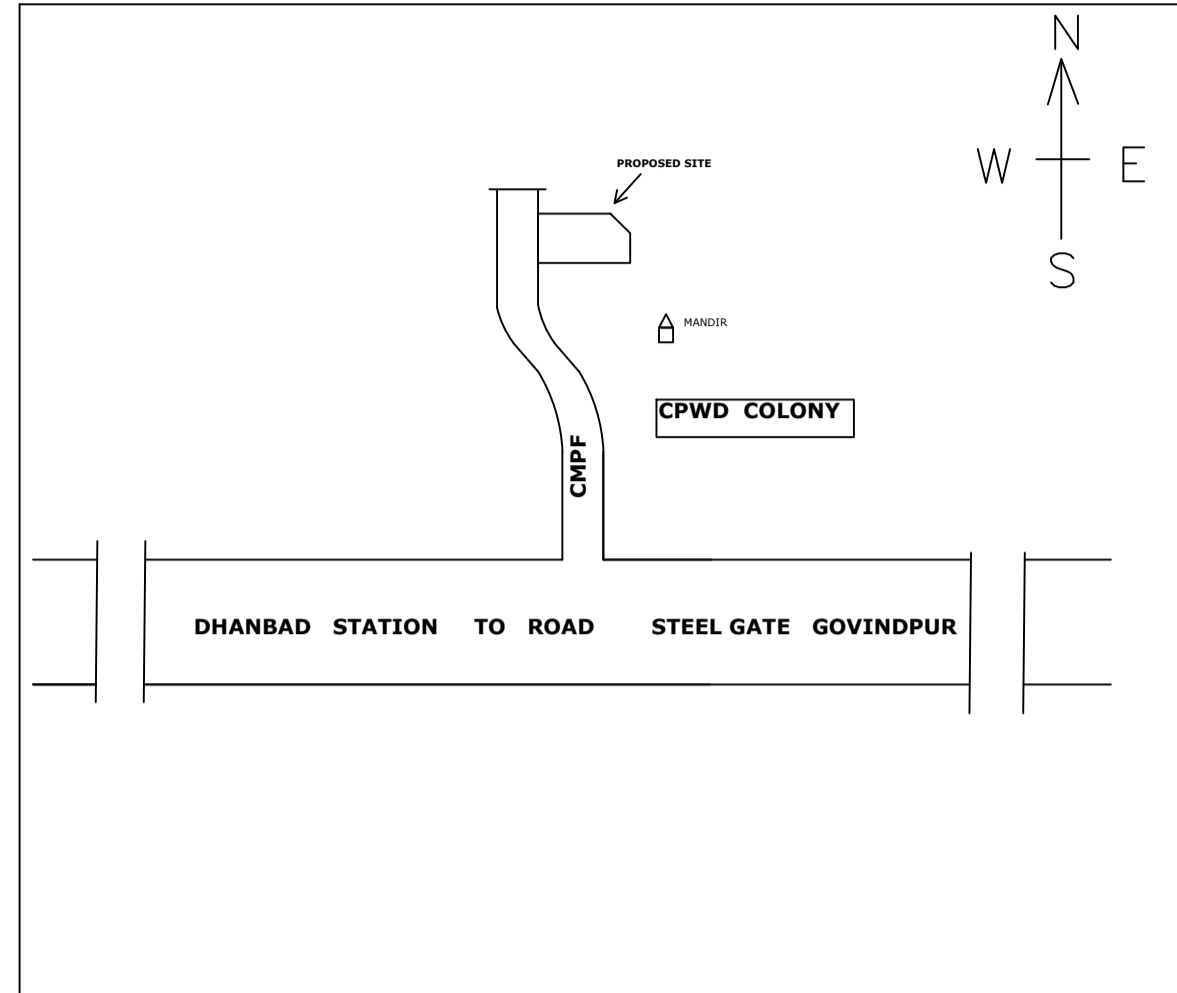 N
PROPOSED SITE
W E
S
MANDIR
CPWD COLONY
CMPF
DHANBAD STATION TO ROAD STEEL GATE GOVINDPUR